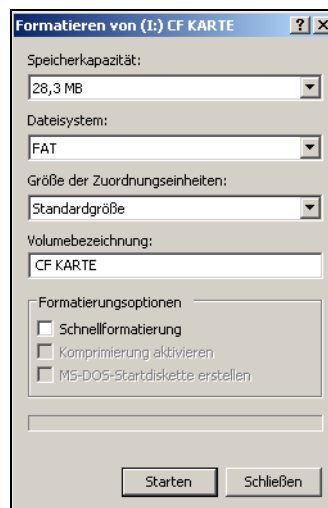 Formatieren von (I:) CF KARTE
Speicherkapazität:
28,3 MB
Dateisystem:
FAT
Größe der Zuordnungseinheiten:
Standardgröße
Volumebezeichnung:
CF KARTE
Formatierungsoptionen
Schnellformatierung
Komprimierung aktivieren
MS-DOS-Startdiskette erstellen
Starten Schließen